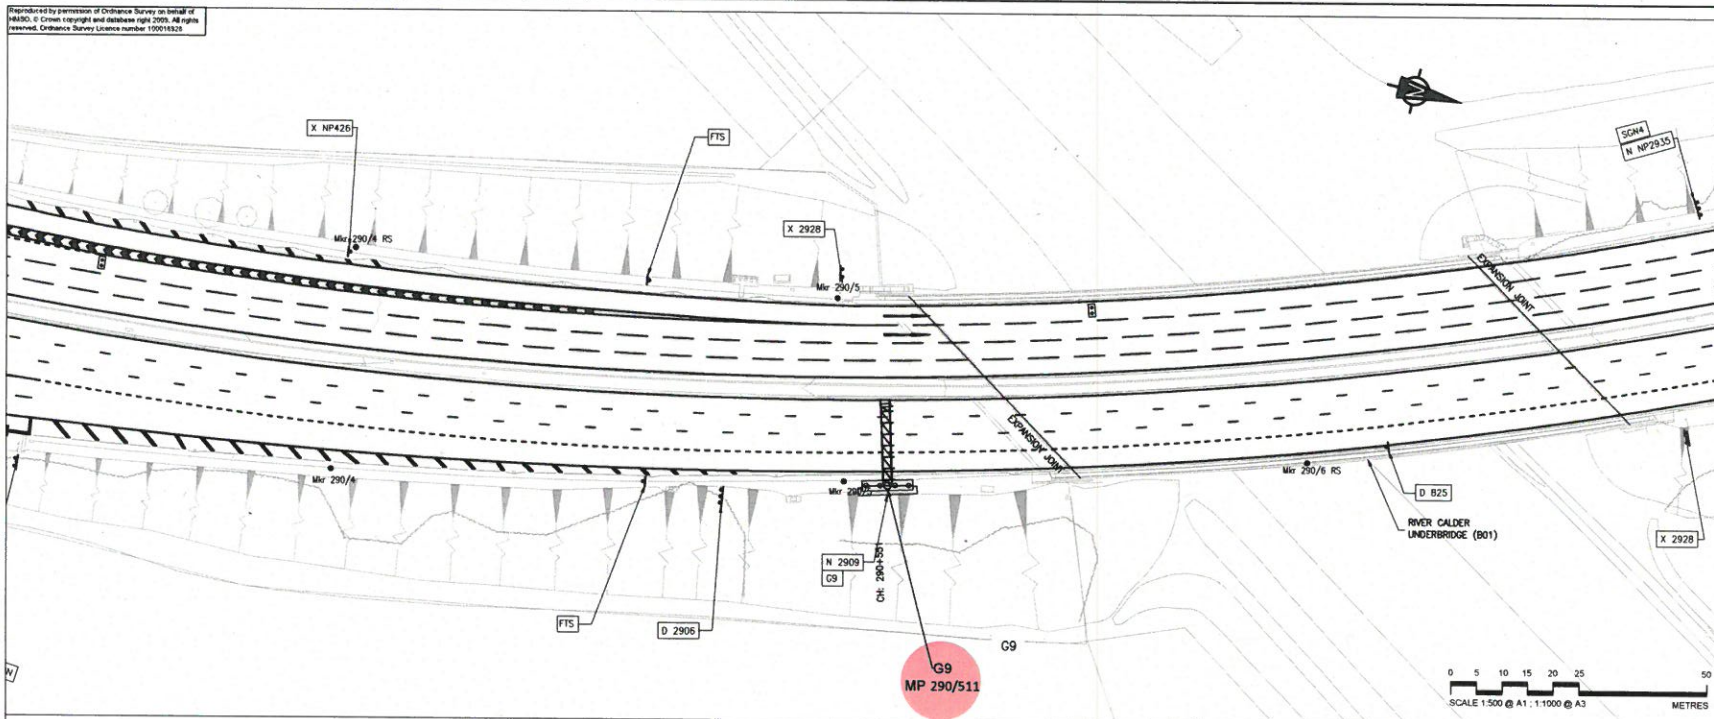 Reproduced by permission of Ordnance Survey on behalf of
HMSO. © Crown copyright and database right 2009. All rights
reserved. Ordnance Survey Licence number 100018928
X NP426
FTS
X 2928
SGN4
N NP2935
Mkr 290/4 RS
Mkr 290/5
EXPANSION JOINT
EXPANSION JOINT
Mkr 290/4
Mkr 290/5
Mkr 290/6 RS
D B25
RIVER CALDER
UNDERBRIDGE (B01)
X 2928
N 2909
G9
CH: 290+551
FTS
D 2906
G9
G9
MP 290/511
N
W
0 5 10 15 20 25 50
SCALE 1:500 @ A1 ; 1:1000 @ A3 METRES